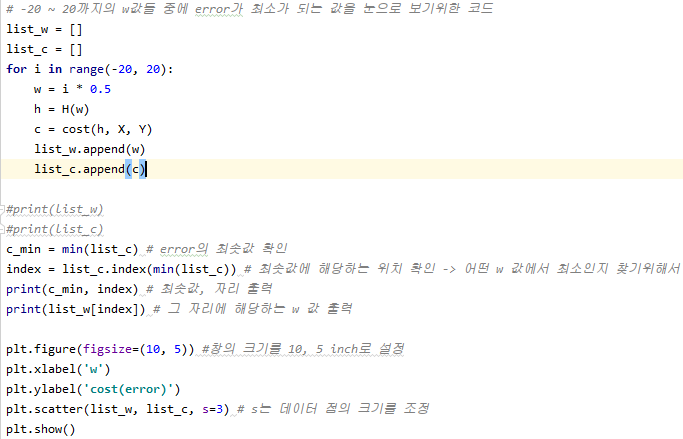 # -20 ~ 20까지의 w값들 중에 error가 최소가 되는 값을 눈으로 보기위한 코드
list_w = []
list_c = []
for i in range(-20, 20):
    w = i * 0.5
    h = H(w)
    c = cost(h, X, Y)
    list_w.append(w)
    list_c.append(c)

#print(list_w)
#print(list_c)
c_min = min(list_c) # error의 최솟값 확인
index = list_c.index(min(list_c)) # 최솟값에 해당하는 위치 확인 -> 어떤 w 값에서 최소인지 찾기위해서
print(c_min, index) # 최솟값, 자리 출력
print(list_w[index]) # 그 자리에 해당하는 w 값 출력

plt.figure(figsize=(10, 5)) #창의 크기를 10, 5 inch로 설정
plt.xlabel('w')
plt.ylabel('cost(error)')
plt.scatter(list_w, list_c, s=3) # s는 데이터 점의 크기를 조정
plt.show()